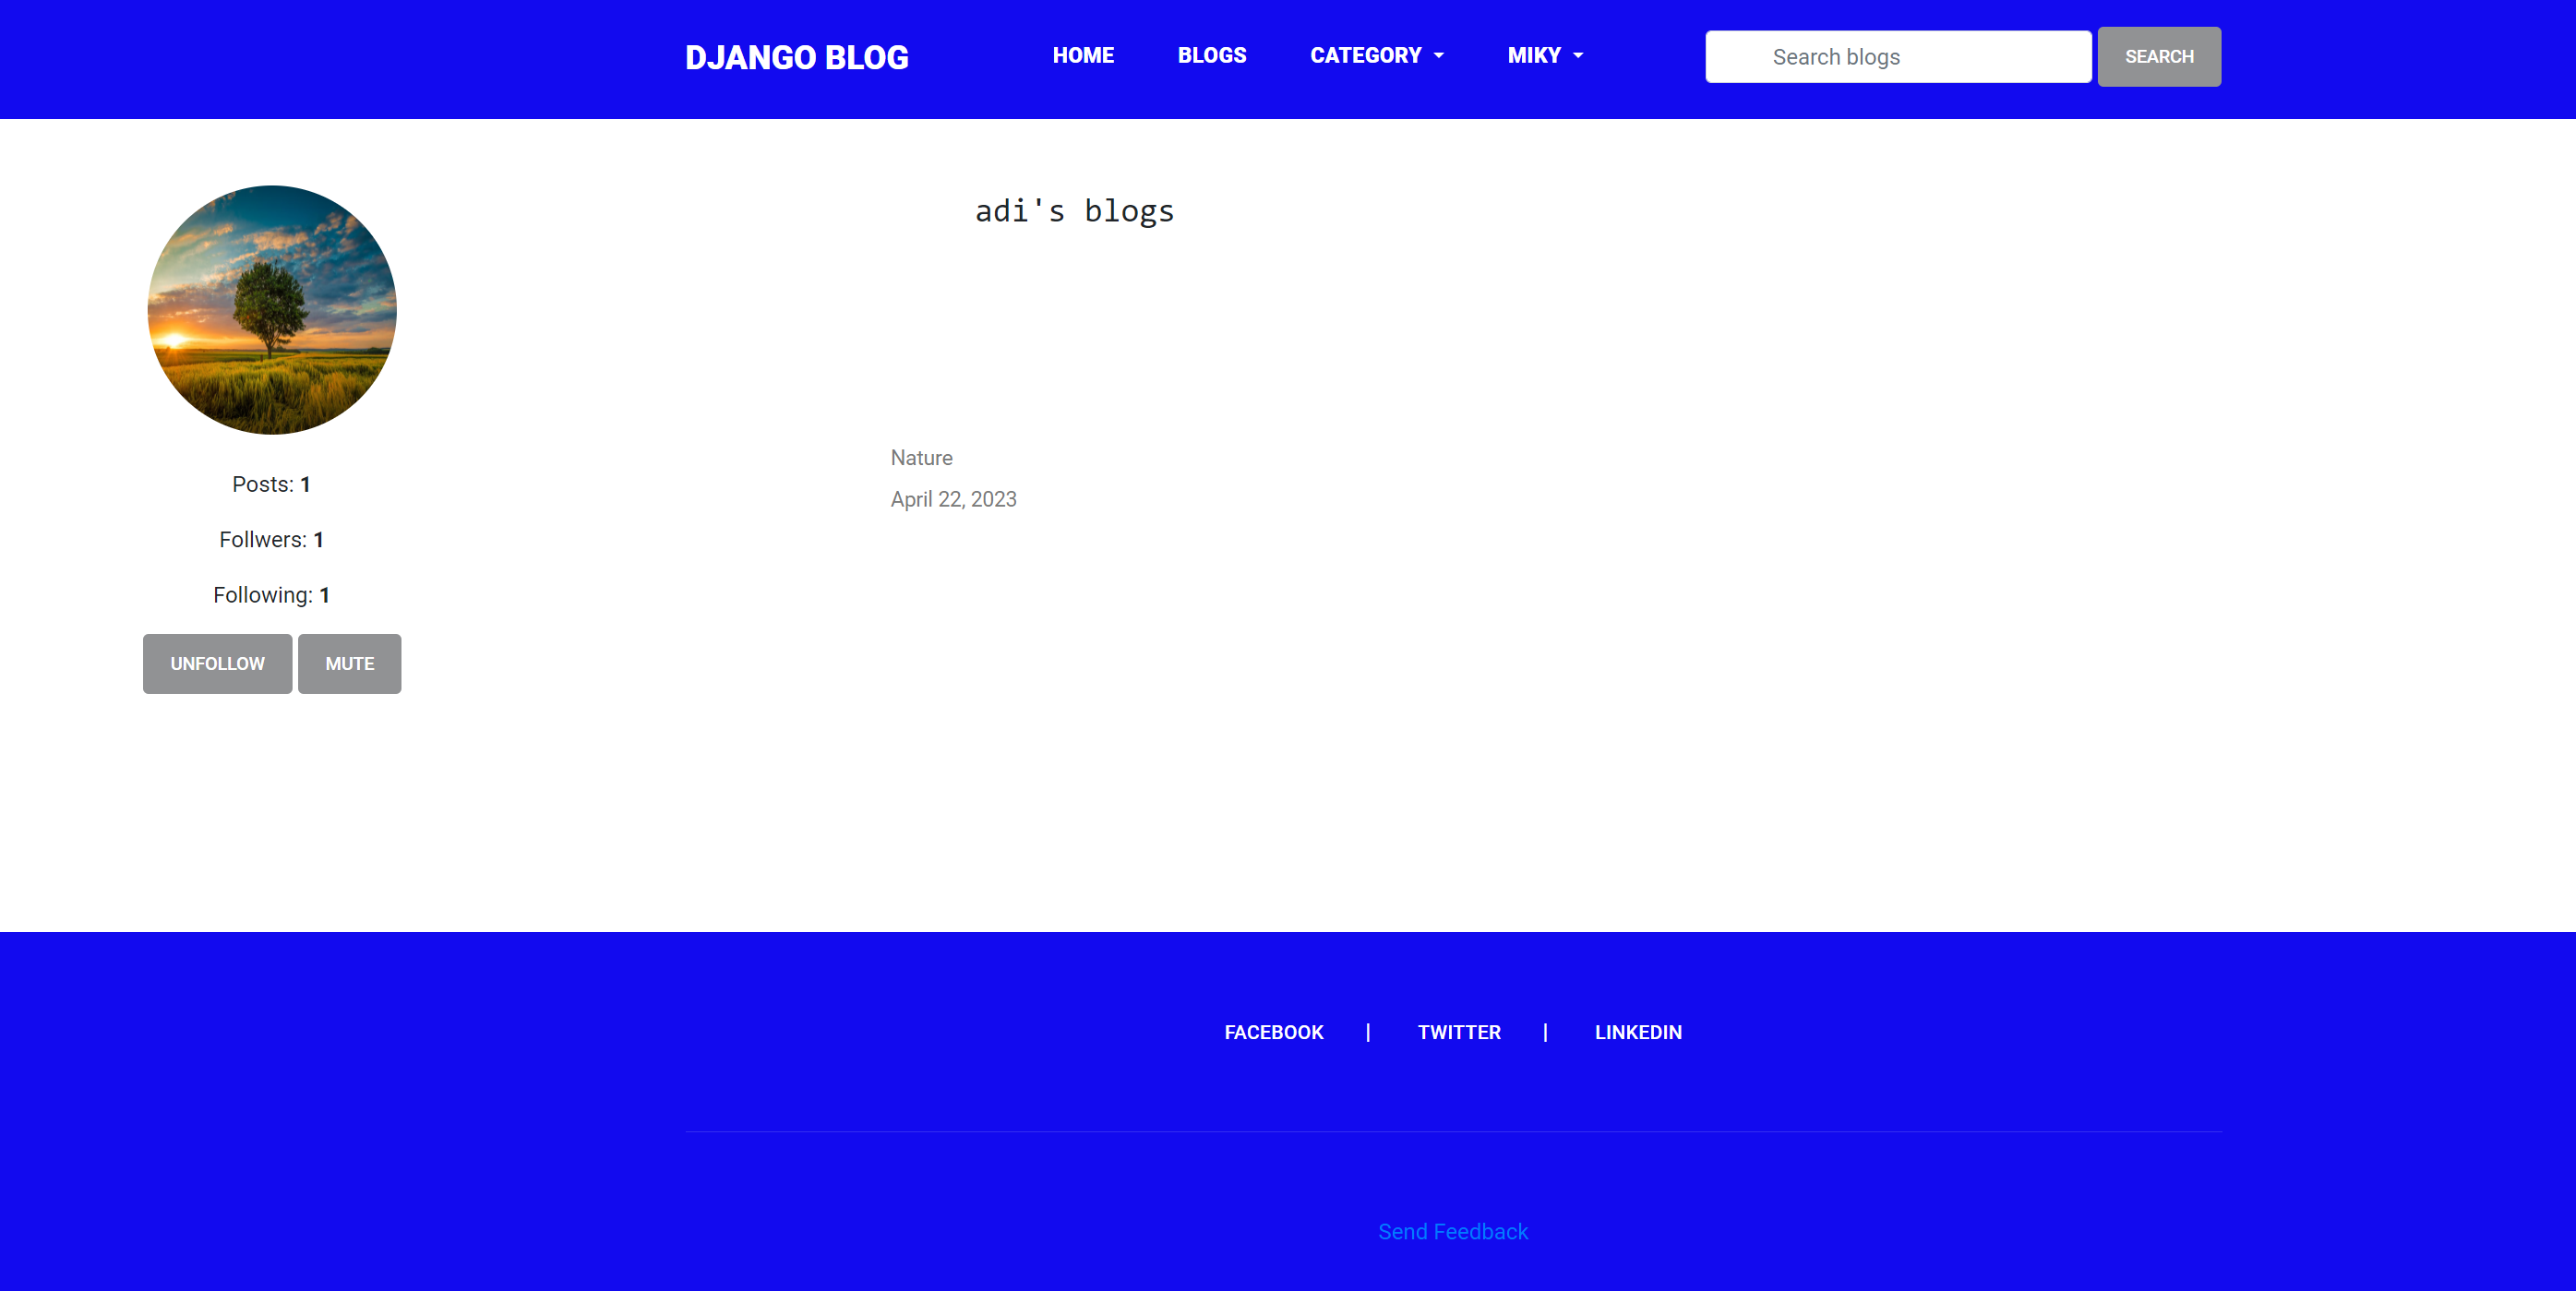 DJANGO BLOG
HOME
BLOGS
CATEGORY
MIKY
Search blogs
SEARCH
adi's blogs
Posts: 1
Follwers: 1
Following: 1
UNFOLLOW
MUTE
Nature
April 22, 2023
FACEBOOK | TWITTER | LINKEDIN
Send Feedback